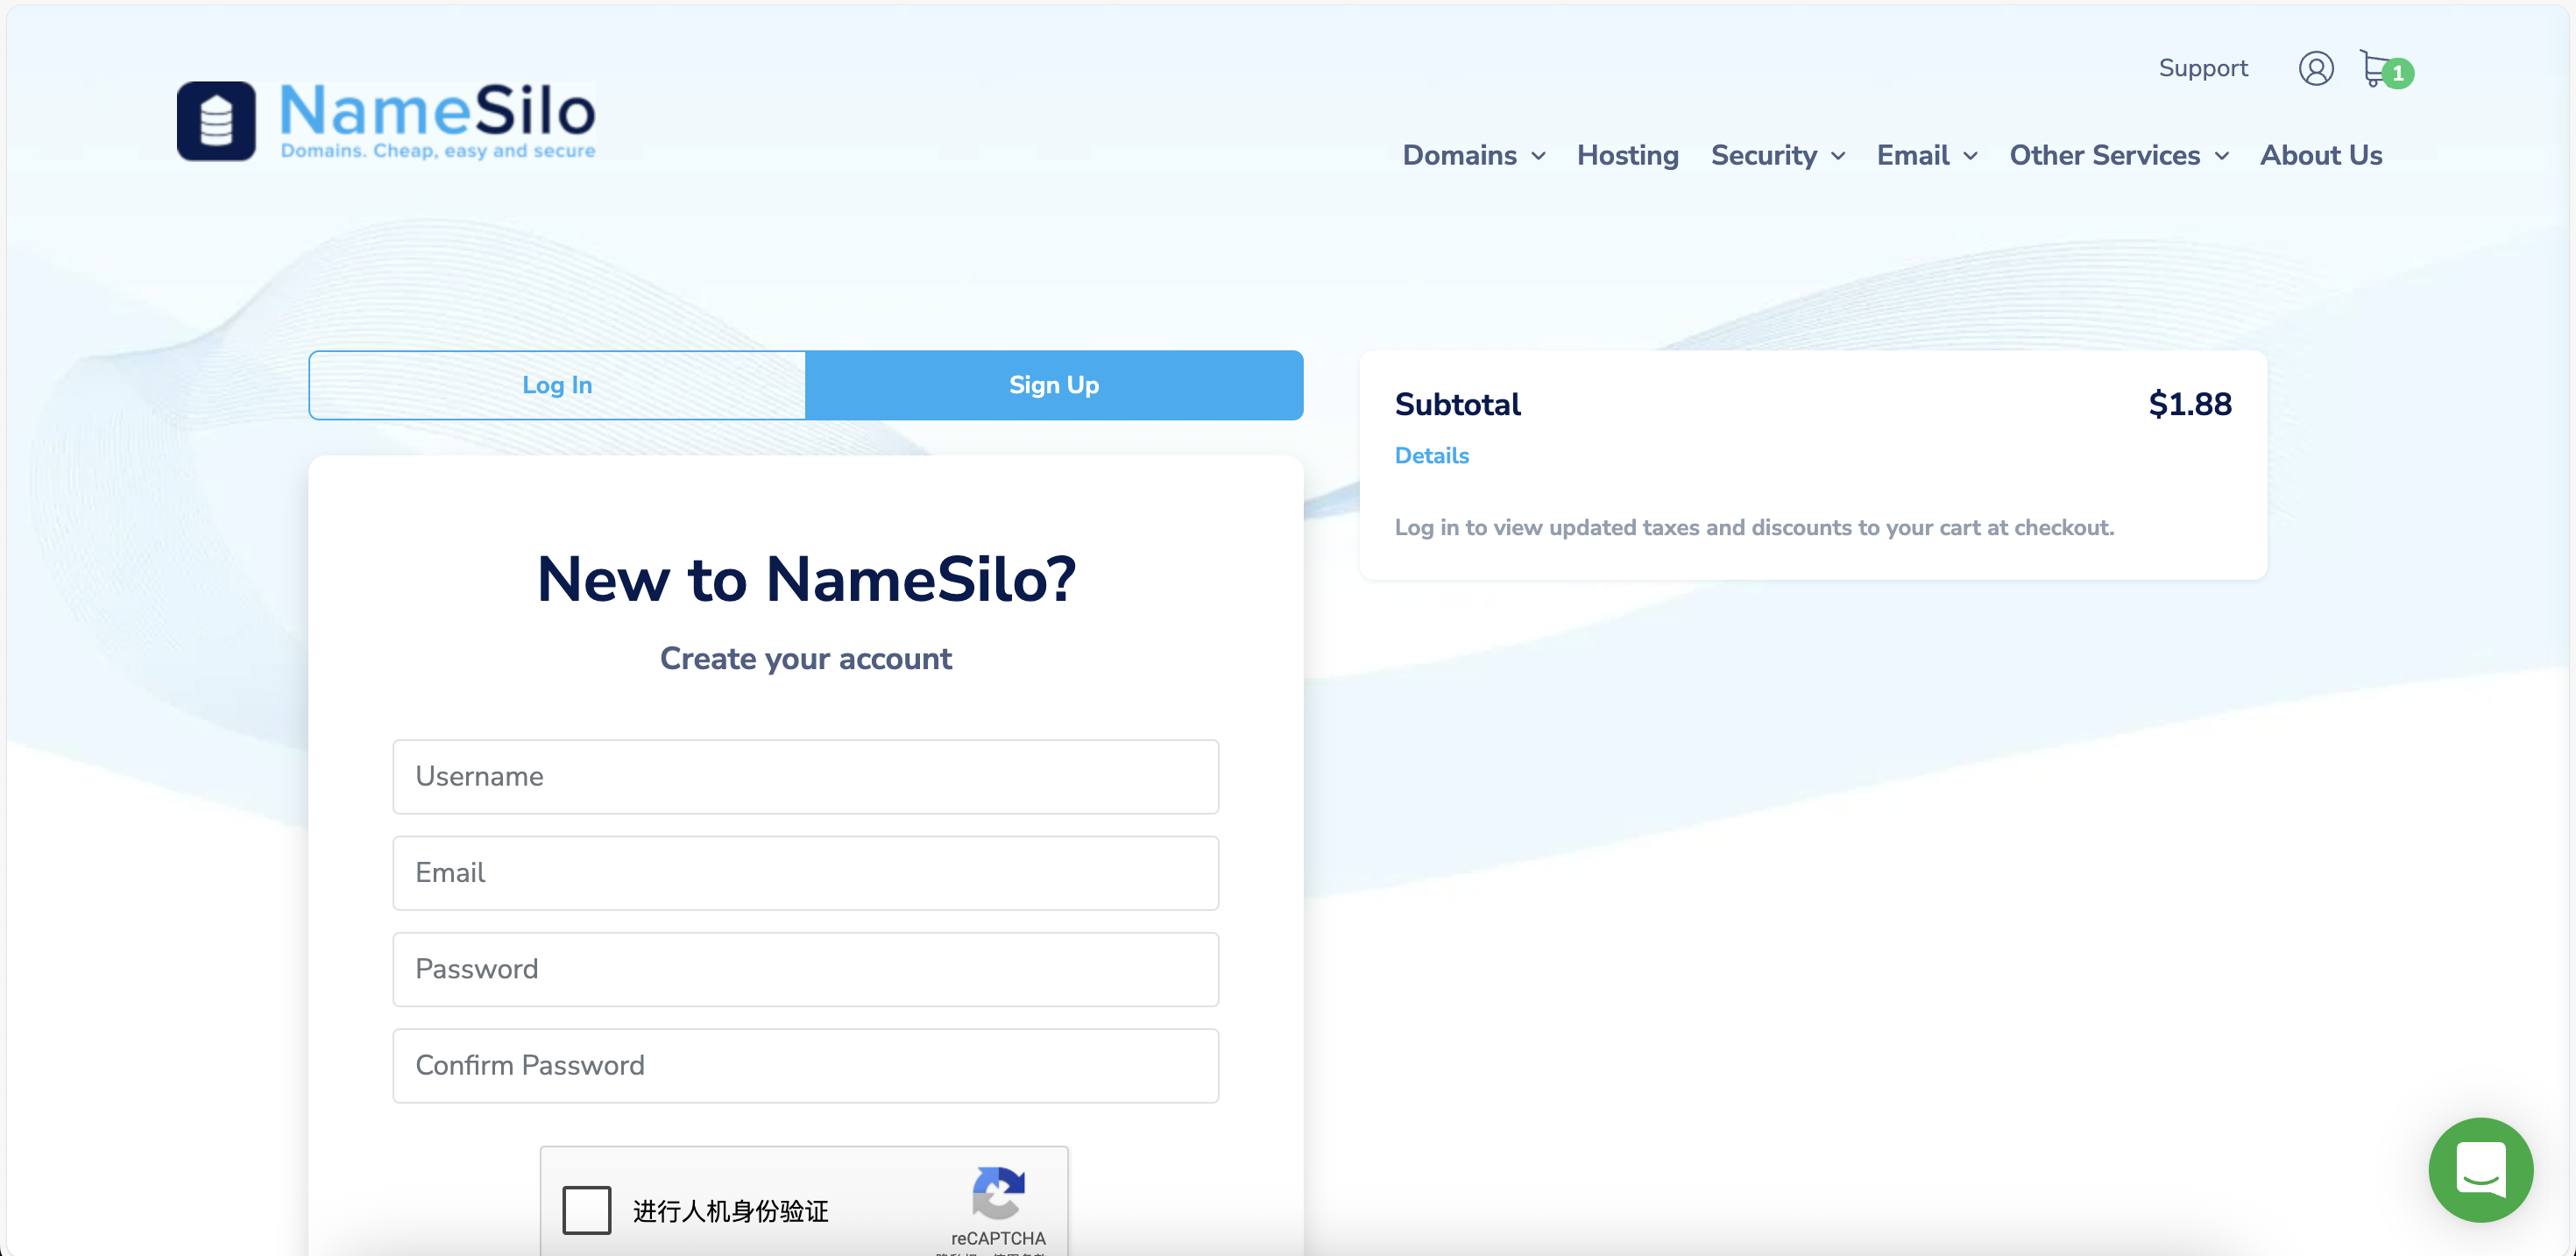 Support
1
NameSilo
Domains. Cheap, easy and secure
Domains
Hosting
Security
Email
Other Services
About Us
Log In
Sign Up
Subtotal
$1.88
Details
Log in to view updated taxes and discounts to your cart at checkout.
New to NameSilo?
Create your account
Username
Email
Password
Confirm Password
进行人机身份验证
reCAPTCHA